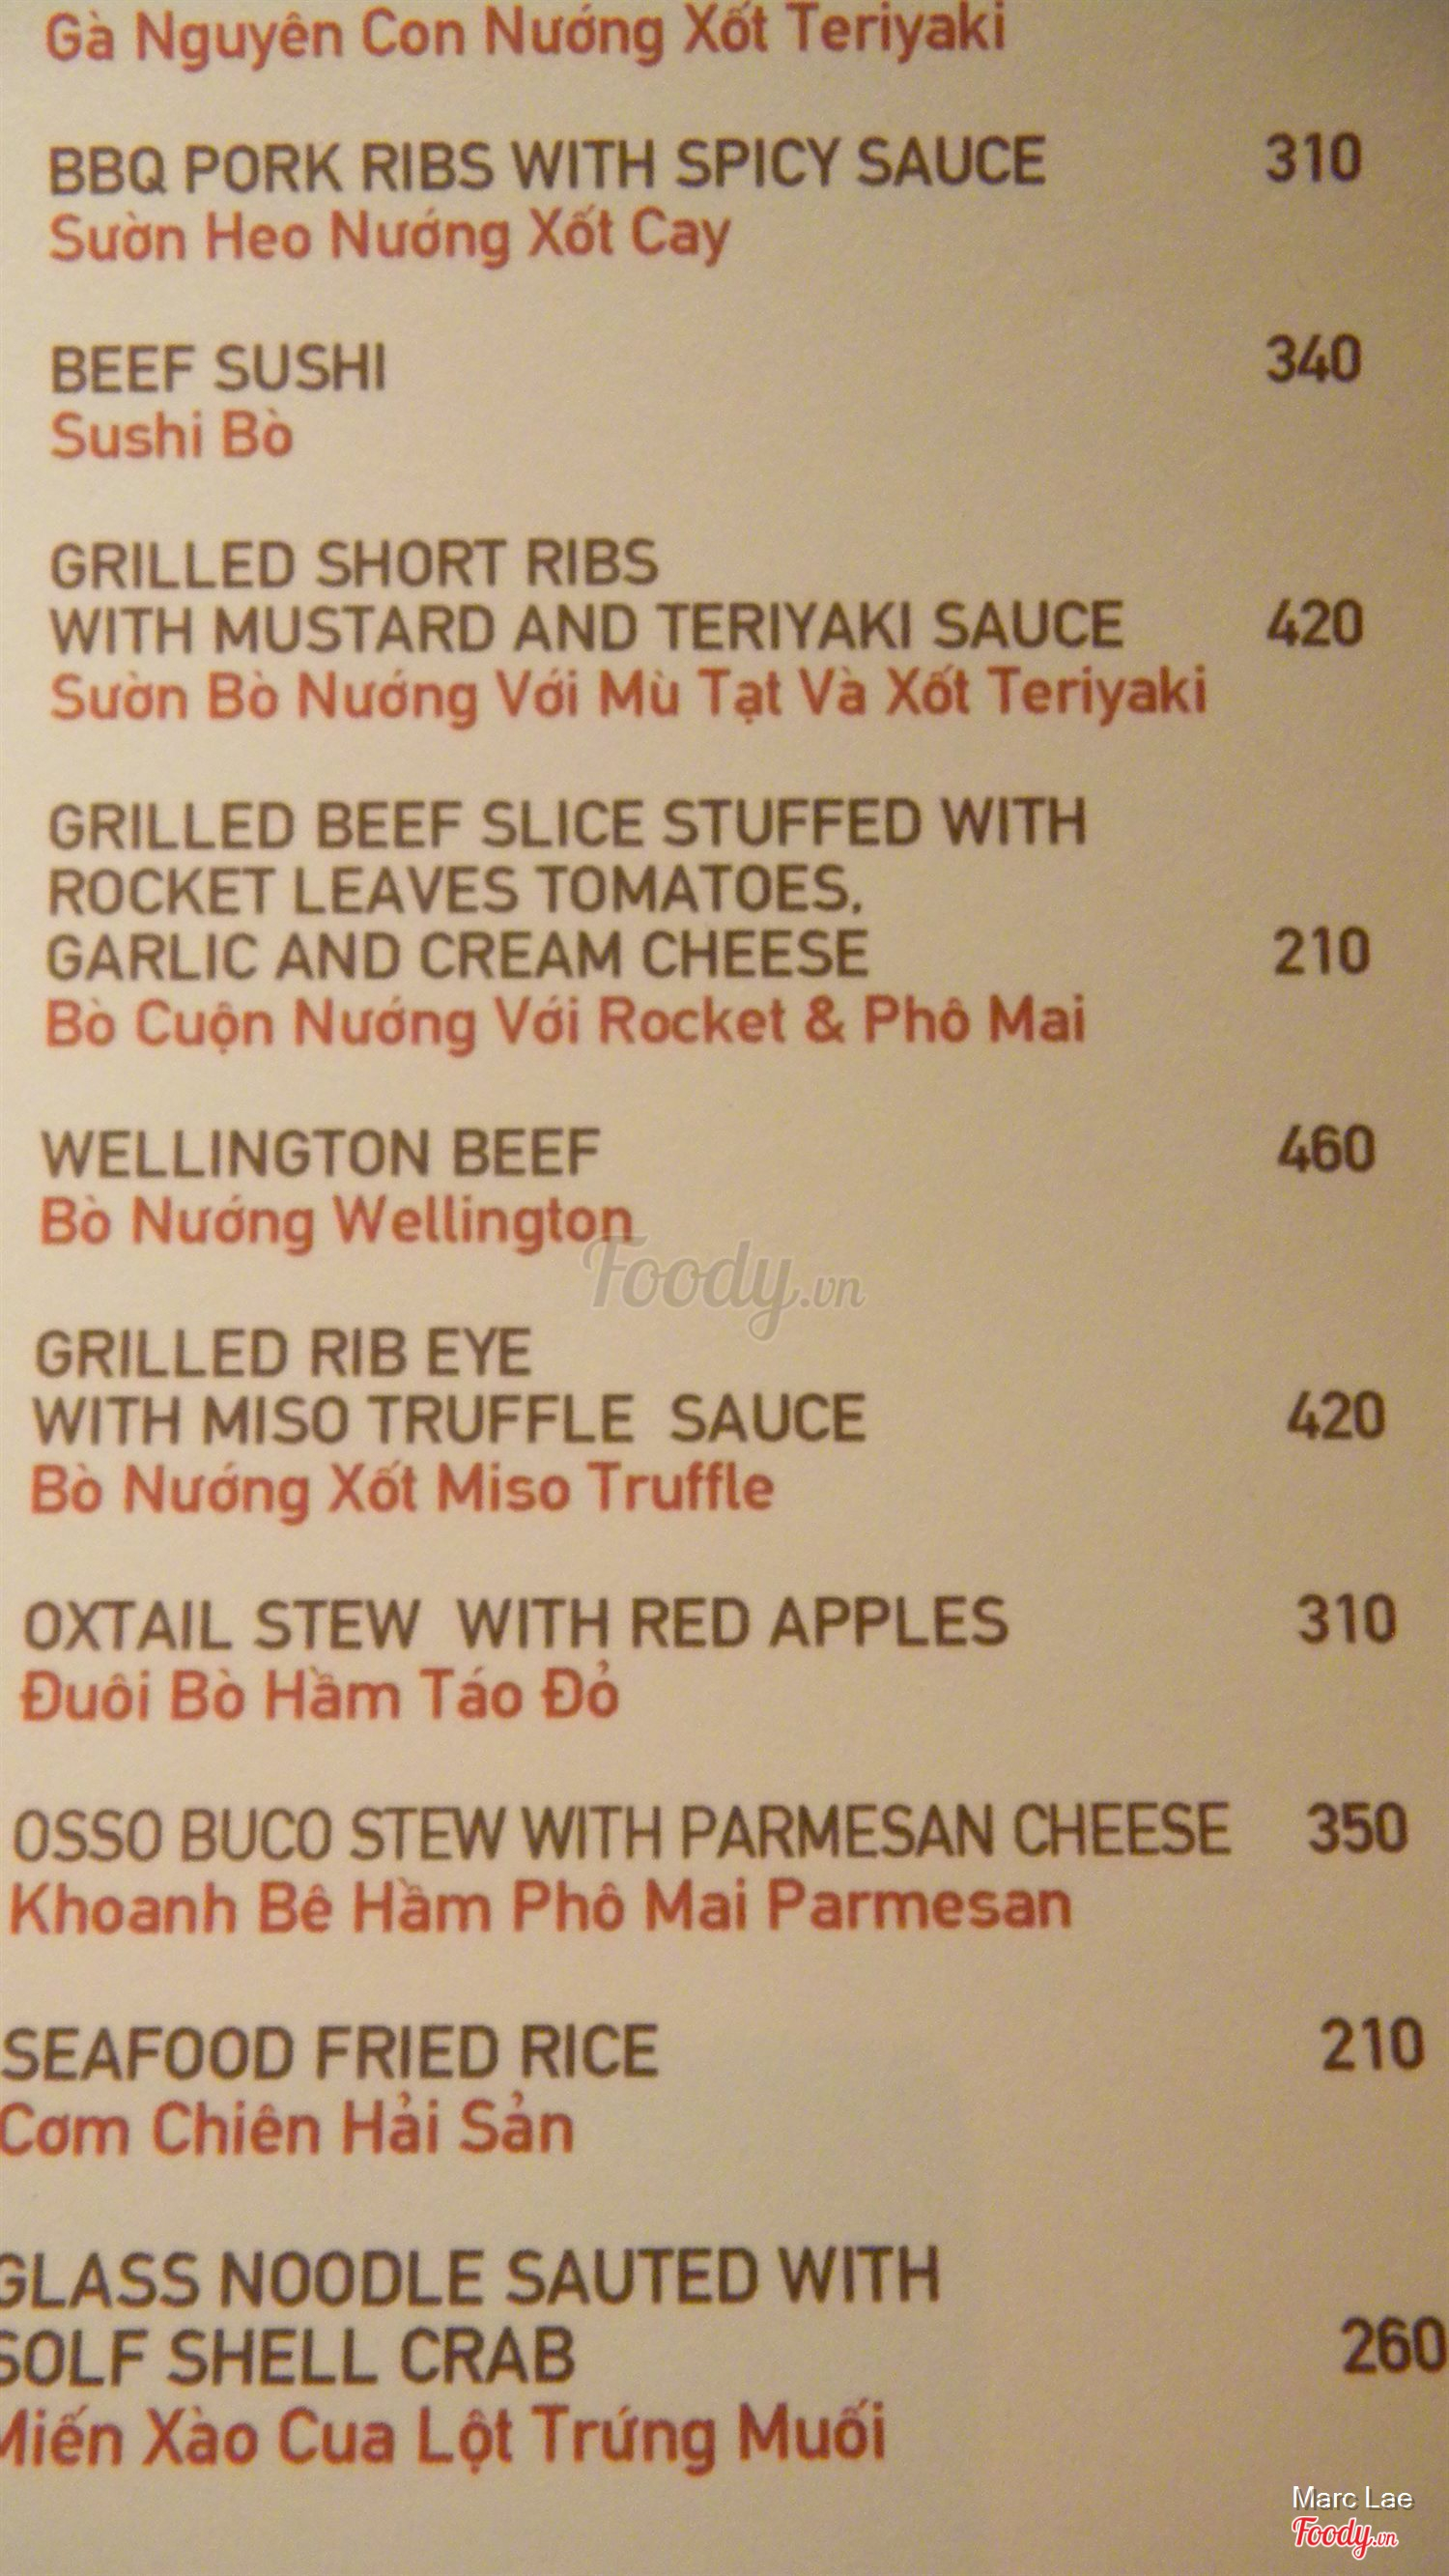 Gà Nguyên Con Nướng Xốt Teriyaki
BBQ PORK RIBS WITH SPICY SAUCE 310
Sườn Heo Nướng Xốt Cay
BEEF SUSHI 340
Sushi Bò
GRILLED SHORT RIBS
WITH MUSTARD AND TERIYAKI SAUCE 420
Sườn Bò Nướng Với Mù Tạt Và Xốt Teriyaki
GRILLED BEEF SLICE STUFFED WITH
ROCKET LEAVES TOMATOES,
GARLIC AND CREAM CHEESE 210
Bò Cuộn Nướng Với Rocket & Phô Mai
WELLINGTON BEEF 460
Bò Nướng Wellington
Foody.vn
GRILLED RIB EYE
WITH MISO TRUFFLE SAUCE 420
Bò Nướng Xốt Miso Truffle
OXTAIL STEW WITH RED APPLES 310
Đuôi Bò Hầm Táo Đỏ
OSSO BUCO STEW WITH PARMESAN CHEESE 350
Khoanh Bê Hầm Phô Mai Parmesan
SEAFOOD FRIED RICE 210
Cơm Chiên Hải Sản
GLASS NOODLE SAUTED WITH
SOLF SHELL CRAB 260
Miến Xào Cua Lột Trứng Muối
Marc Lae
Foody.vn